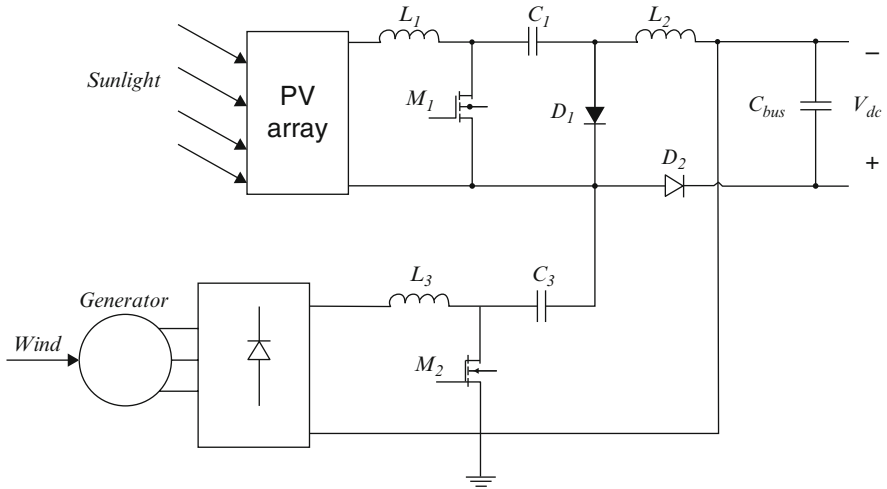 L1
C1
L2
Sunlight
PV
array
M1
D1
Cbus
Vdc
−
+
D2
L3
C3
Generator
Wind
M2